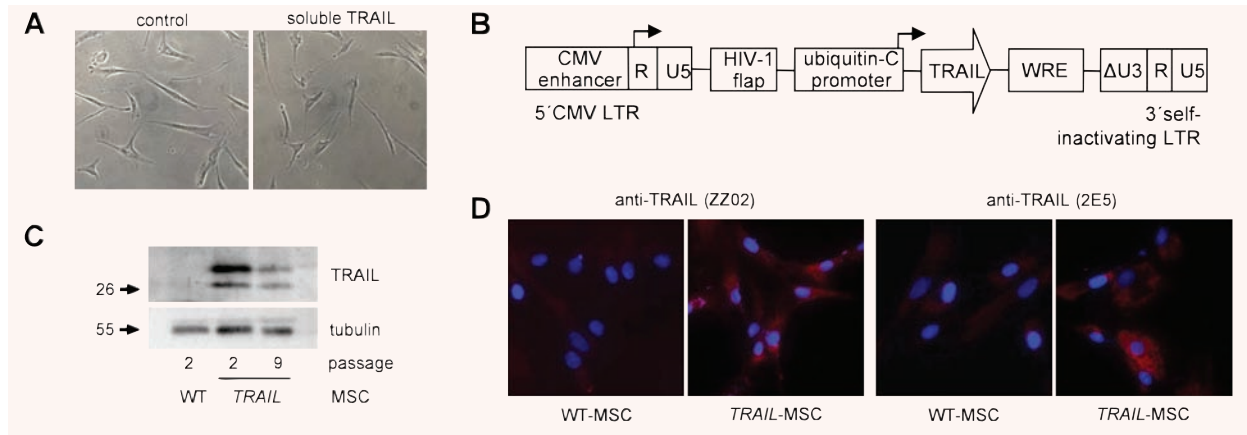 A
control
soluble TRAIL
B
CMV
enhancer
R
U5
HIV-1
flap
ubiquitin-C
promoter
TRAIL
WRE
ΔU3
R
U5
5´CMV LTR
3´self-
inactivating LTR
C
TRAIL
26
55
tubulin
2 2 9 passage
WT TRAIL MSC
D
anti-TRAIL (ZZ02)
anti-TRAIL (2E5)
WT-MSC
TRAIL-MSC
WT-MSC
TRAIL-MSC